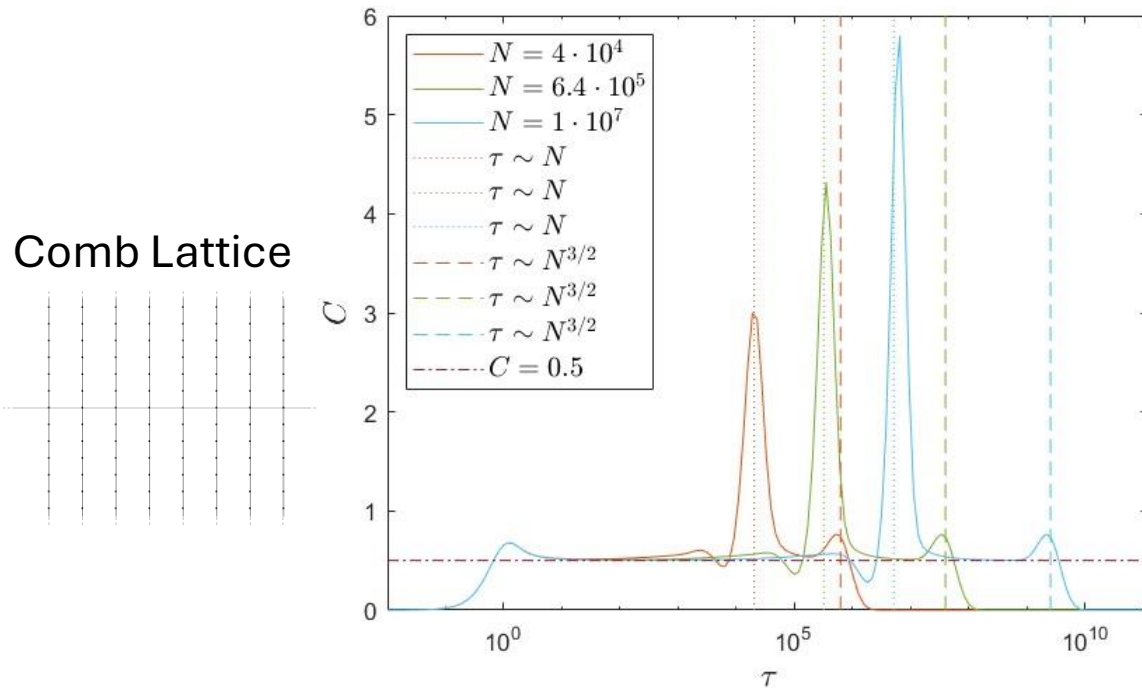 Comb Lattice
C
6
5
4
3
2
1
0
N = 4 · 10^4
N = 6.4 · 10^5
N = 1 · 10^7
τ ∼ N
τ ∼ N
τ ∼ N
τ ∼ N^{3/2}
τ ∼ N^{3/2}
τ ∼ N^{3/2}
C = 0.5
10^0 10^5 10^10
τ